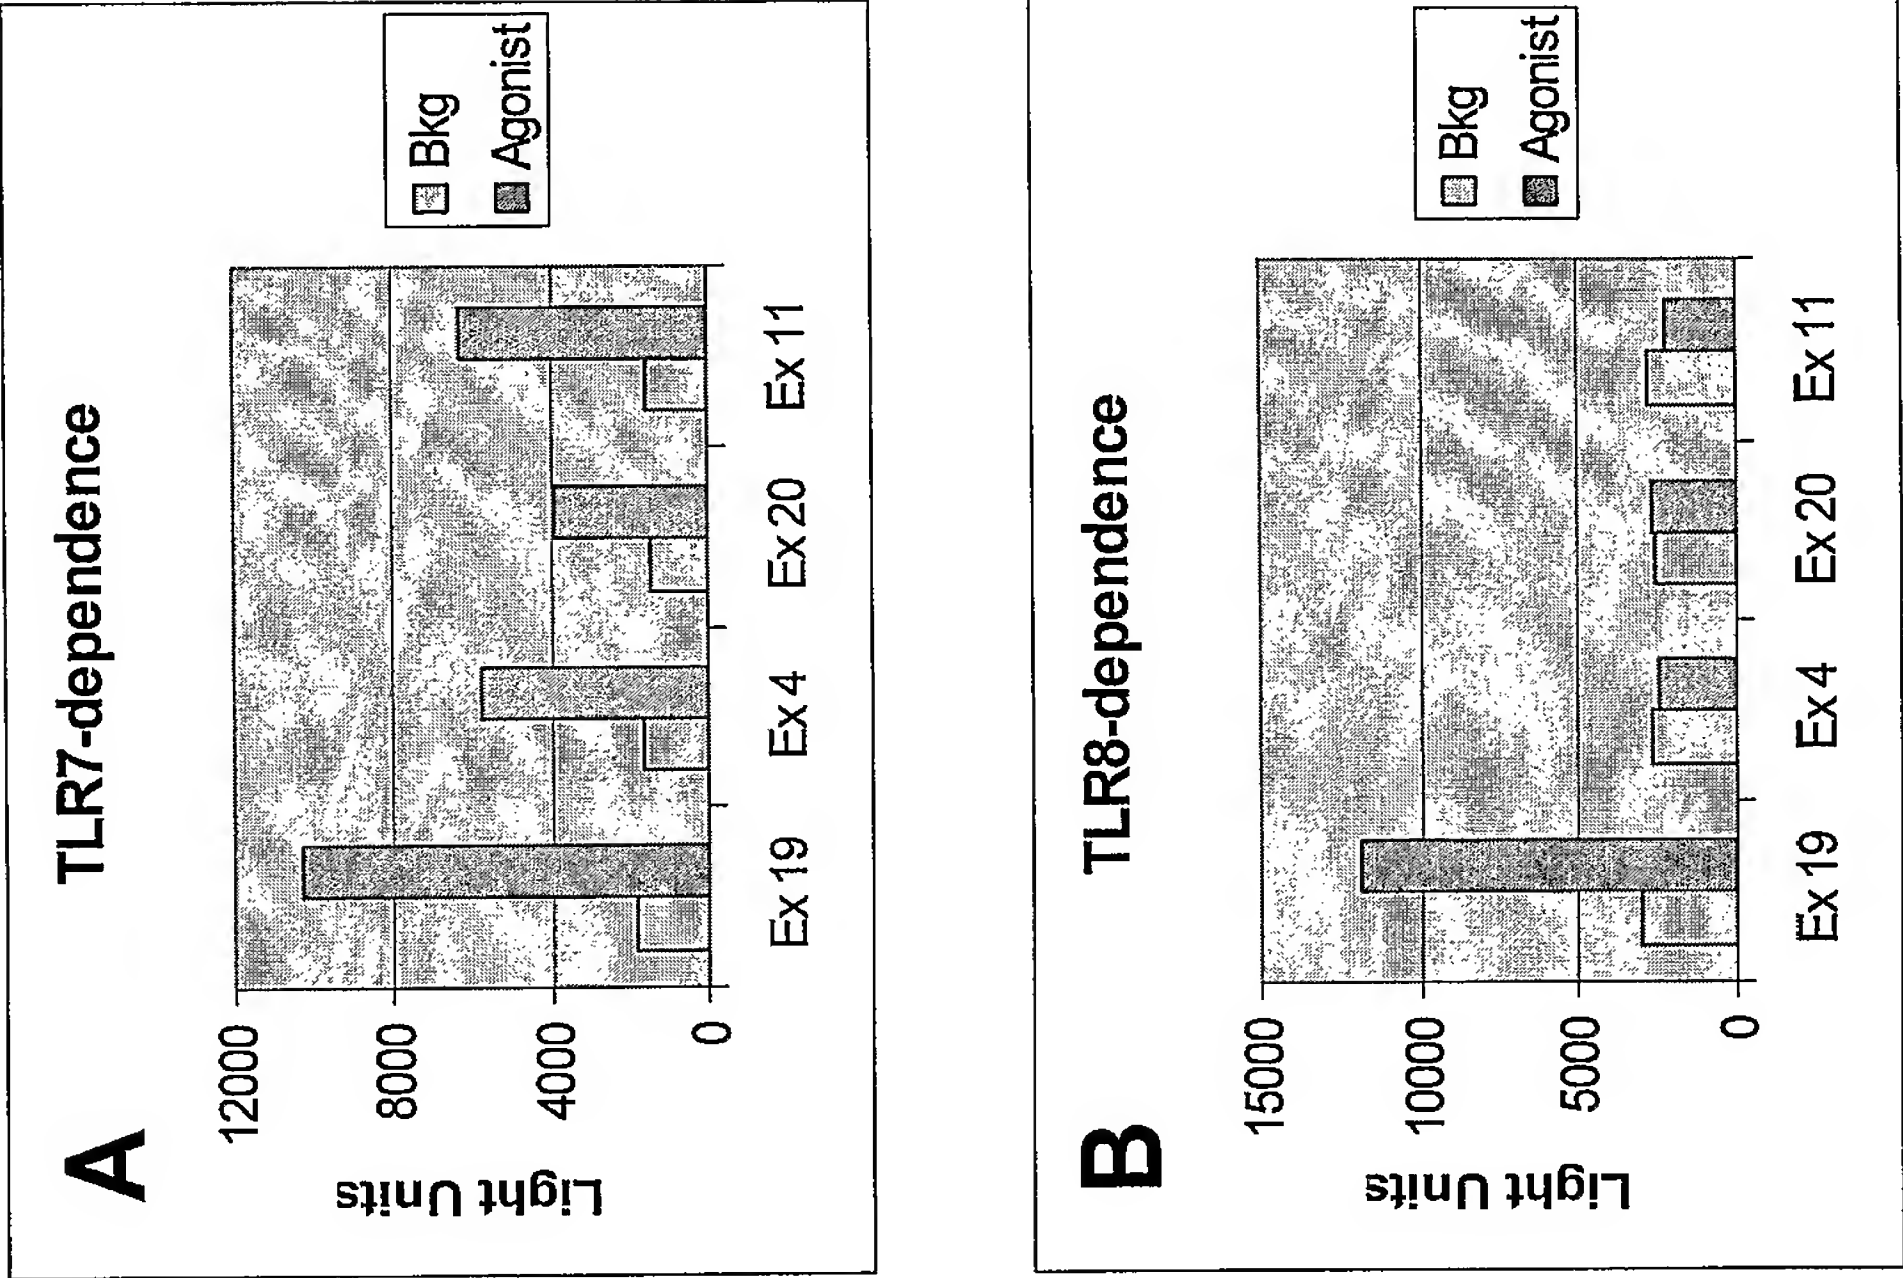 A
TLR7-dependence
Light Units
12000
8000
4000
0
Ex 19
Ex 4
Ex 20
Ex 11
Bkg
Agonist
B
TLR8-dependence
Light Units
15000
10000
5000
0
Ex 19
Ex 4
Ex 20
Ex 11
Bkg
Agonist